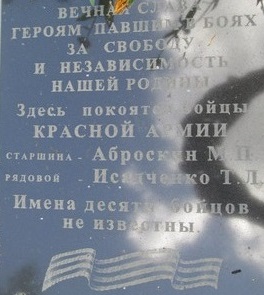 ВЕЧНАЯ СЛАВА
ГЕРОЯМ ПАВШИМ В БОЯХ
ЗА СВОБОДУ
И НЕЗАВИСИМОСТЬ
НАШЕЙ РОДИНЫ
Здесь покоятся бойцы
КРАСНОЙ АРМИИ
СТАРШИНА - Аброскин М.П.
РЯДОВОЙ - Исадченко Т.Л.
Имена десяти бойцов
не известны.